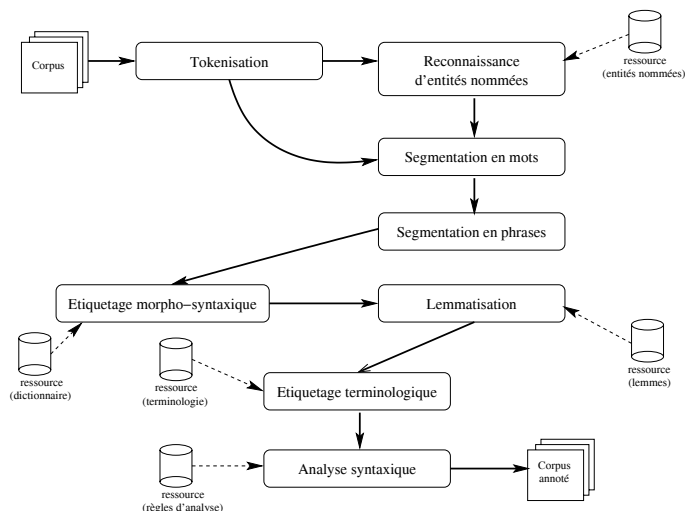 Corpus
Tokenisation
Reconnaissance
d'entités nommées
ressource
(entités nommées)
Segmentation en mots
Segmentation en phrases
Etiquetage morpho−syntaxique
Lemmatisation
ressource
(dictionnaire)
ressource
(terminologie)
ressource
(lemmes)
Etiquetage terminologique
Analyse syntaxique
Corpus
annoté
ressource
(règles d'analyse)